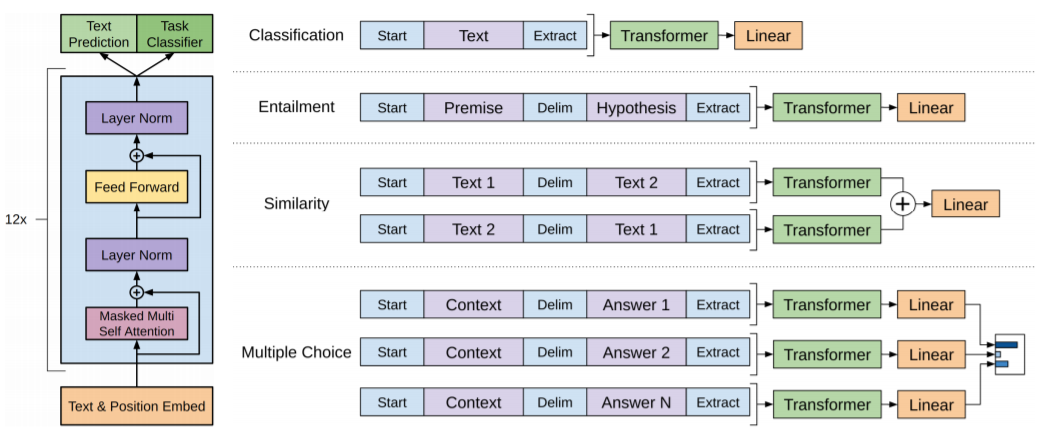 Text
Prediction
Task
Classifier
Layer Norm
Feed Forward
12x
Layer Norm
Masked Multi
Self Attention
Text & Position Embed
Classification
Start Text Extract Transformer Linear
Entailment
Start Premise Delim Hypothesis Extract Transformer Linear
Similarity
Start Text 1 Delim Text 2 Extract Transformer
Start Text 2 Delim Text 1 Extract Transformer
Linear
Multiple Choice
Start Context Delim Answer 1 Extract Transformer Linear
Start Context Delim Answer 2 Extract Transformer Linear
Start Context Delim Answer N Extract Transformer Linear